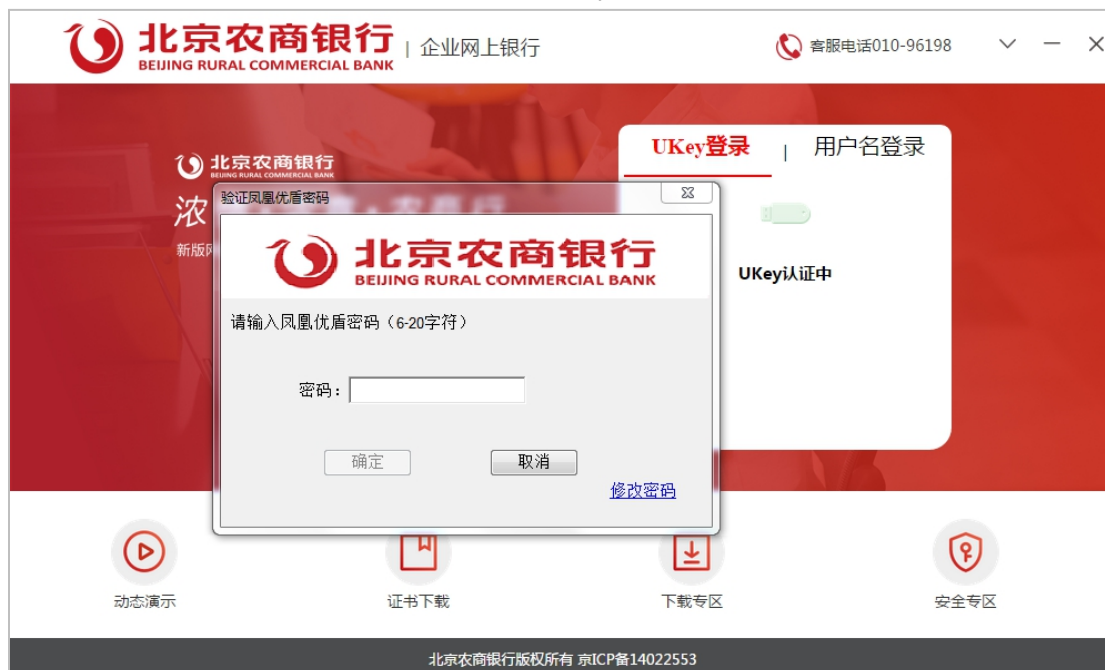 北京农商银行 | 企业网上银行
BEIJING RURAL COMMERCIAL BANK
客服电话010-96198
UKey登录 | 用户名登录
北京农商银行
BEIJING RURAL COMMERCIAL BANK
浓
新版网
UKey认证中
验证凤凰优盾密码
北京农商银行
BEIJING RURAL COMMERCIAL BANK
请输入凤凰优盾密码（6-20字符）
密码：
确定
取消
修改密码
动态演示
证书下载
下载专区
安全专区
北京农商银行版权所有 京ICP备14022553